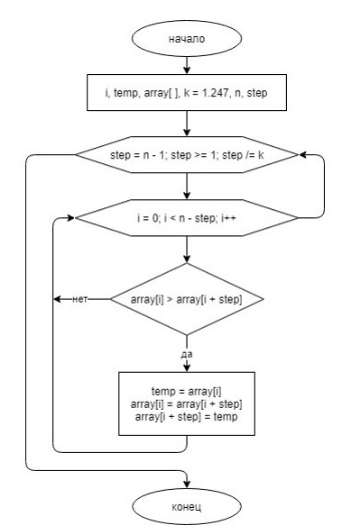 начало
i, temp, array[ ], k = 1.247, n, step
step = n - 1; step >= 1; step /= k
i = 0; i < n - step; i++
array[i] > array[i + step]
нет
да
temp = array[i]
array[i] = array[i + step]
array[i + step] = temp
конец